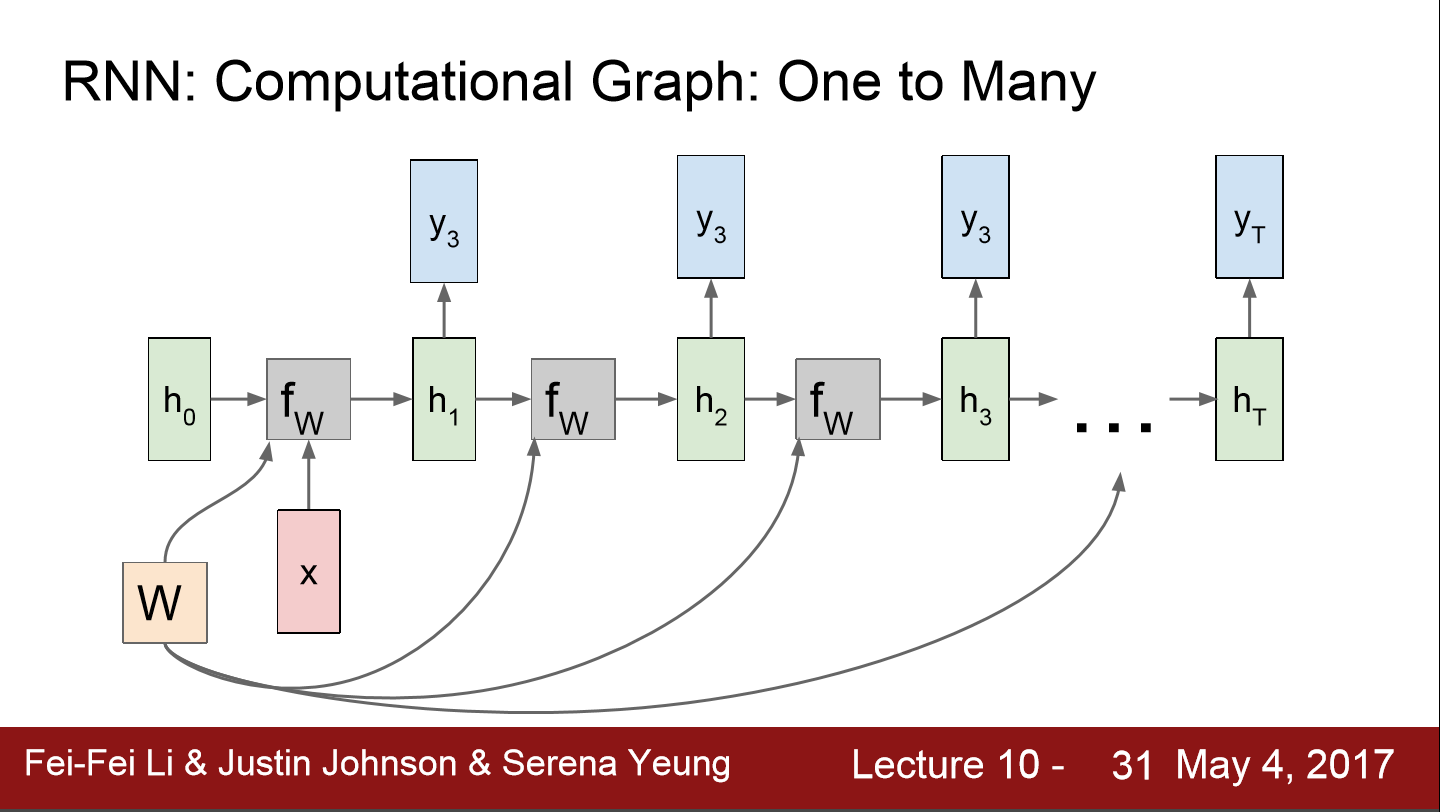 RNN: Computational Graph: One to Many
y3 y3 y3 yT
h0 fW h1 fW h2 fW h3 ... hT
x
W
Fei-Fei Li & Justin Johnson & Serena Yeung Lecture 10 - 31 May 4, 2017